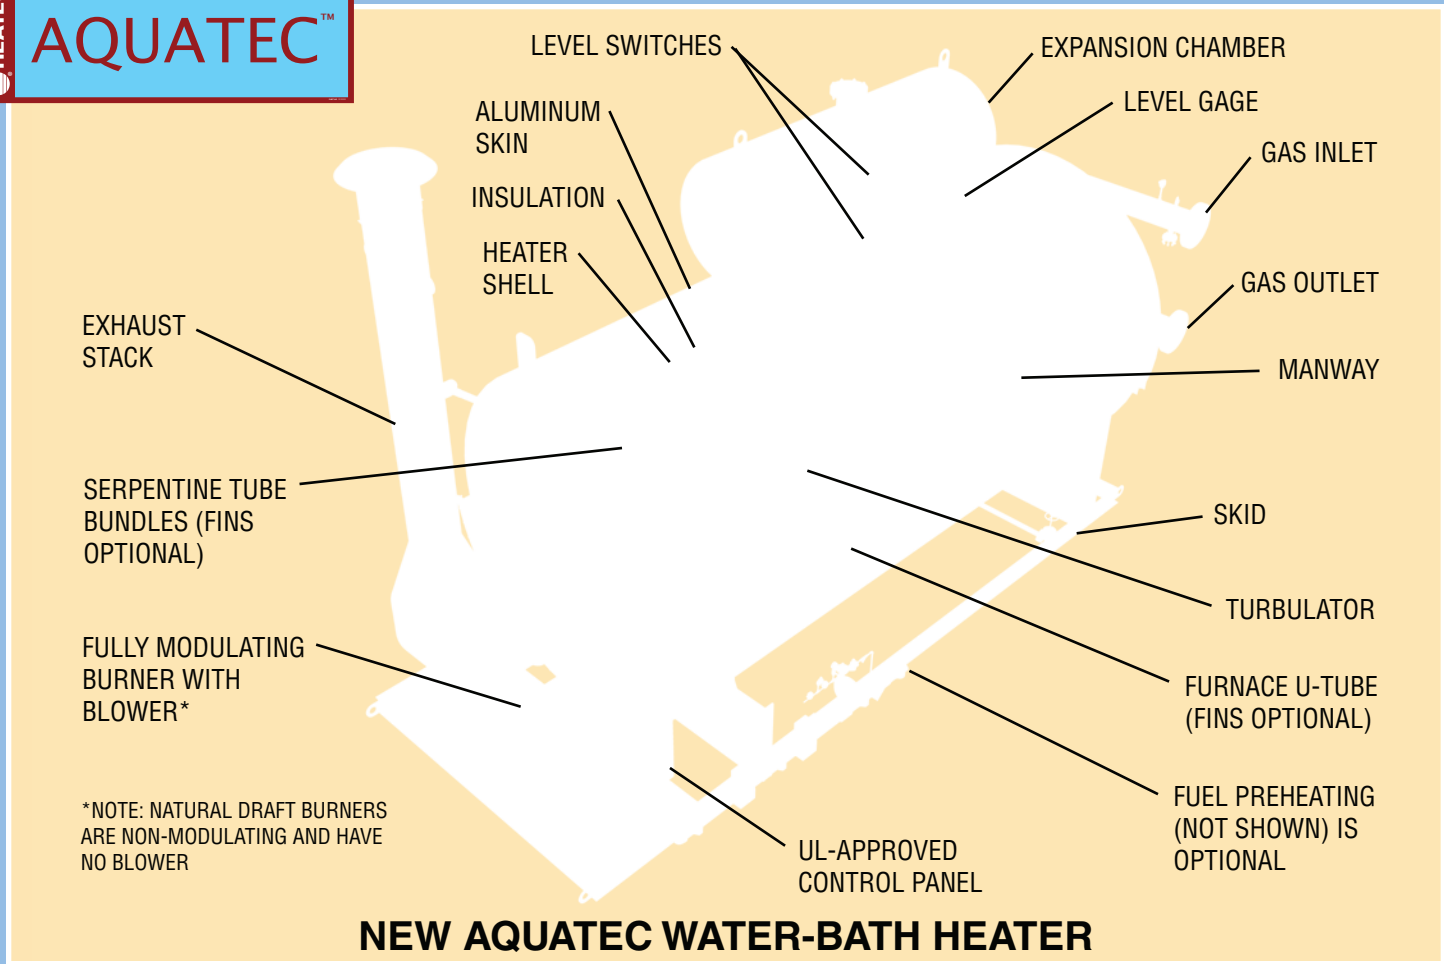 AQUATEC™
LEVEL SWITCHES
EXPANSION CHAMBER
LEVEL GAGE
ALUMINUM
SKIN
GAS INLET
INSULATION
HEATER
SHELL
GAS OUTLET
EXHAUST
STACK
MANWAY
SERPENTINE TUBE
BUNDLES (FINS
OPTIONAL)
SKID
TURBULATOR
FULLY MODULATING
BURNER WITH
BLOWER*
FURNACE U-TUBE
(FINS OPTIONAL)
FUEL PREHEATING
(NOT SHOWN) IS
OPTIONAL
*NOTE: NATURAL DRAFT BURNERS
ARE NON-MODULATING AND HAVE
NO BLOWER
UL-APPROVED
CONTROL PANEL
NEW AQUATEC WATER-BATH HEATER